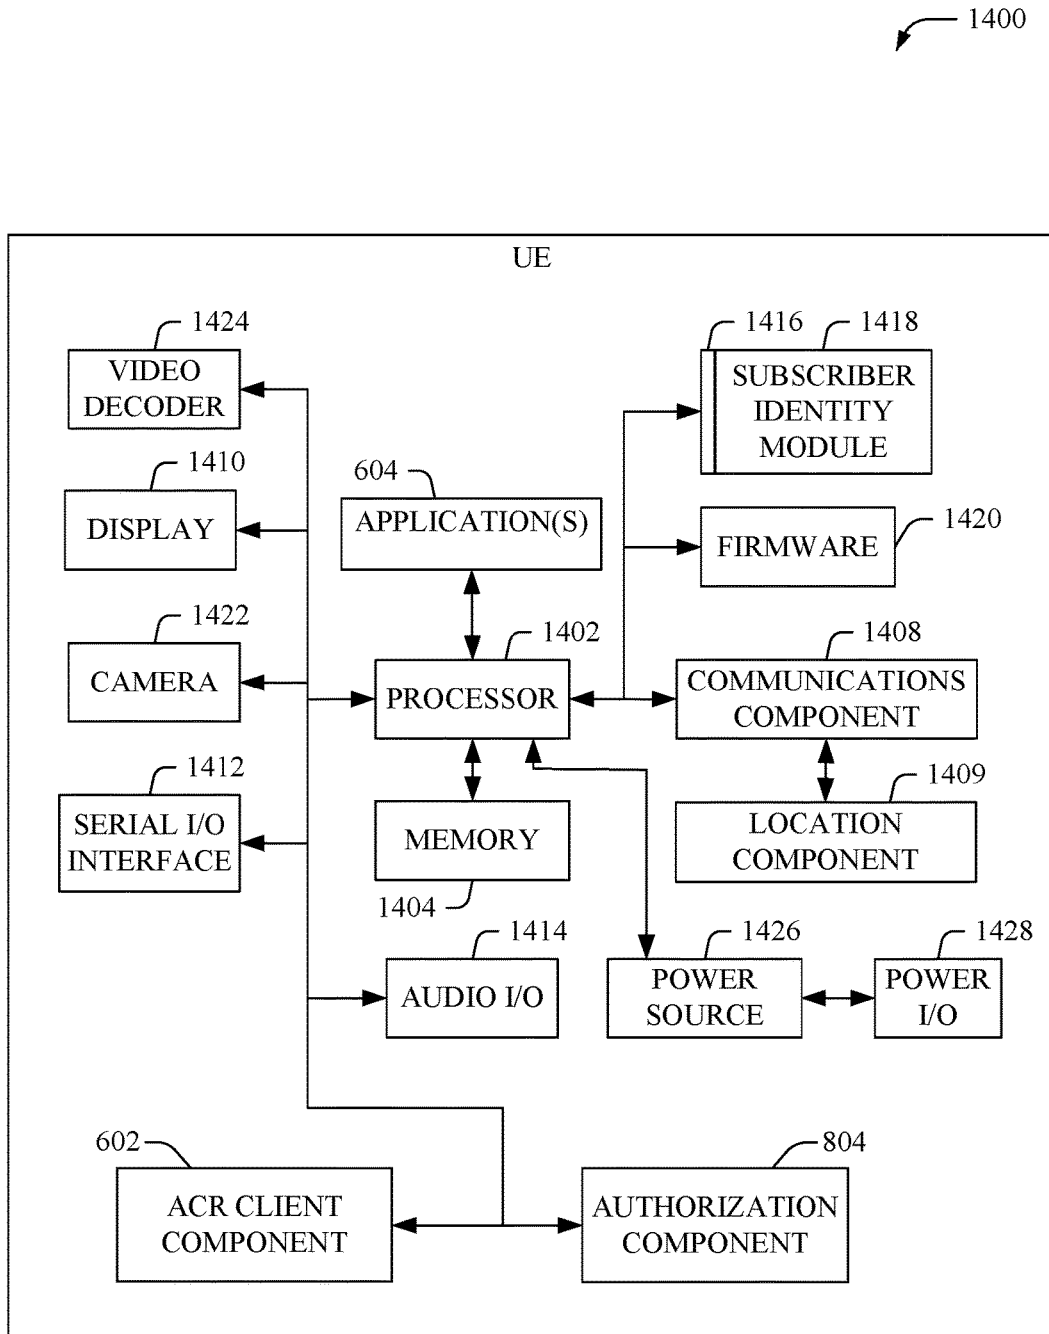 1400
UE
1424
VIDEO
DECODER
1416
1418
SUBSCRIBER
IDENTITY
MODULE
1410
DISPLAY
604
APPLICATION(S)
FIRMWARE
1420
1422
CAMERA
1402
PROCESSOR
1408
COMMUNICATIONS
COMPONENT
1412
SERIAL I/O
INTERFACE
MEMORY
1404
1409
LOCATION
COMPONENT
1414
AUDIO I/O
1426
POWER
SOURCE
1428
POWER
I/O
602
ACR CLIENT
COMPONENT
804
AUTHORIZATION
COMPONENT